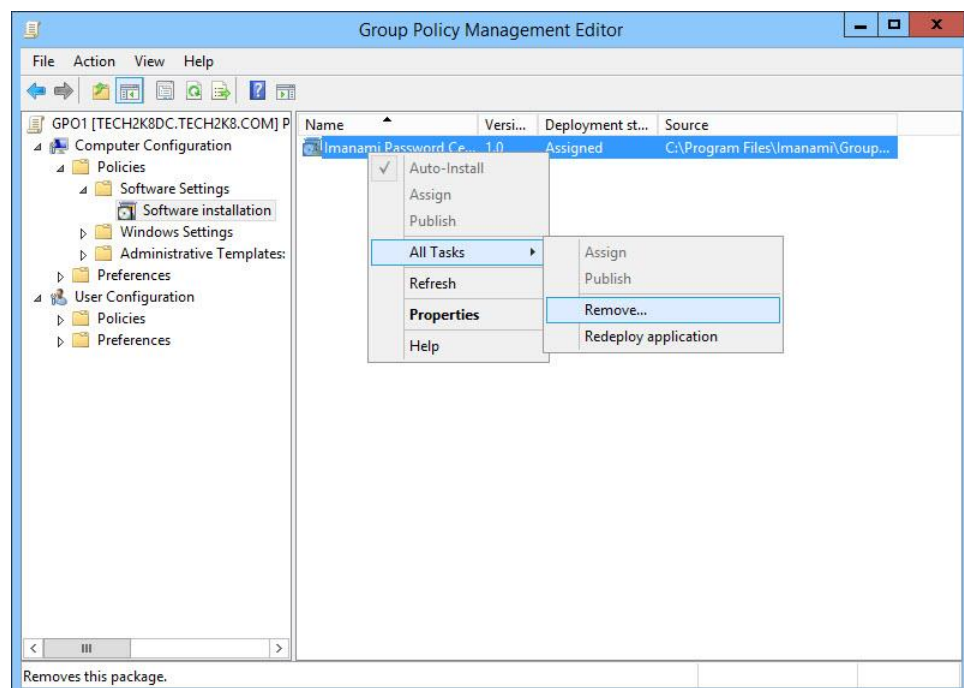 Group Policy Management Editor
File Action View Help
GPO1 [TECH2K8DC.TECH2K8.COM] P
Computer Configuration
Policies
Software Settings
Software installation
Windows Settings
Administrative Templates:
Preferences
User Configuration
Policies
Preferences
Name Versi... Deployment st... Source
Imanami Password Ce... 1.0 Assigned C:\Program Files\Imanami\Group...
Auto-Install
Assign
Publish
All Tasks
Refresh
Properties
Help
Assign
Publish
Remove...
Redeploy application
Removes this package.